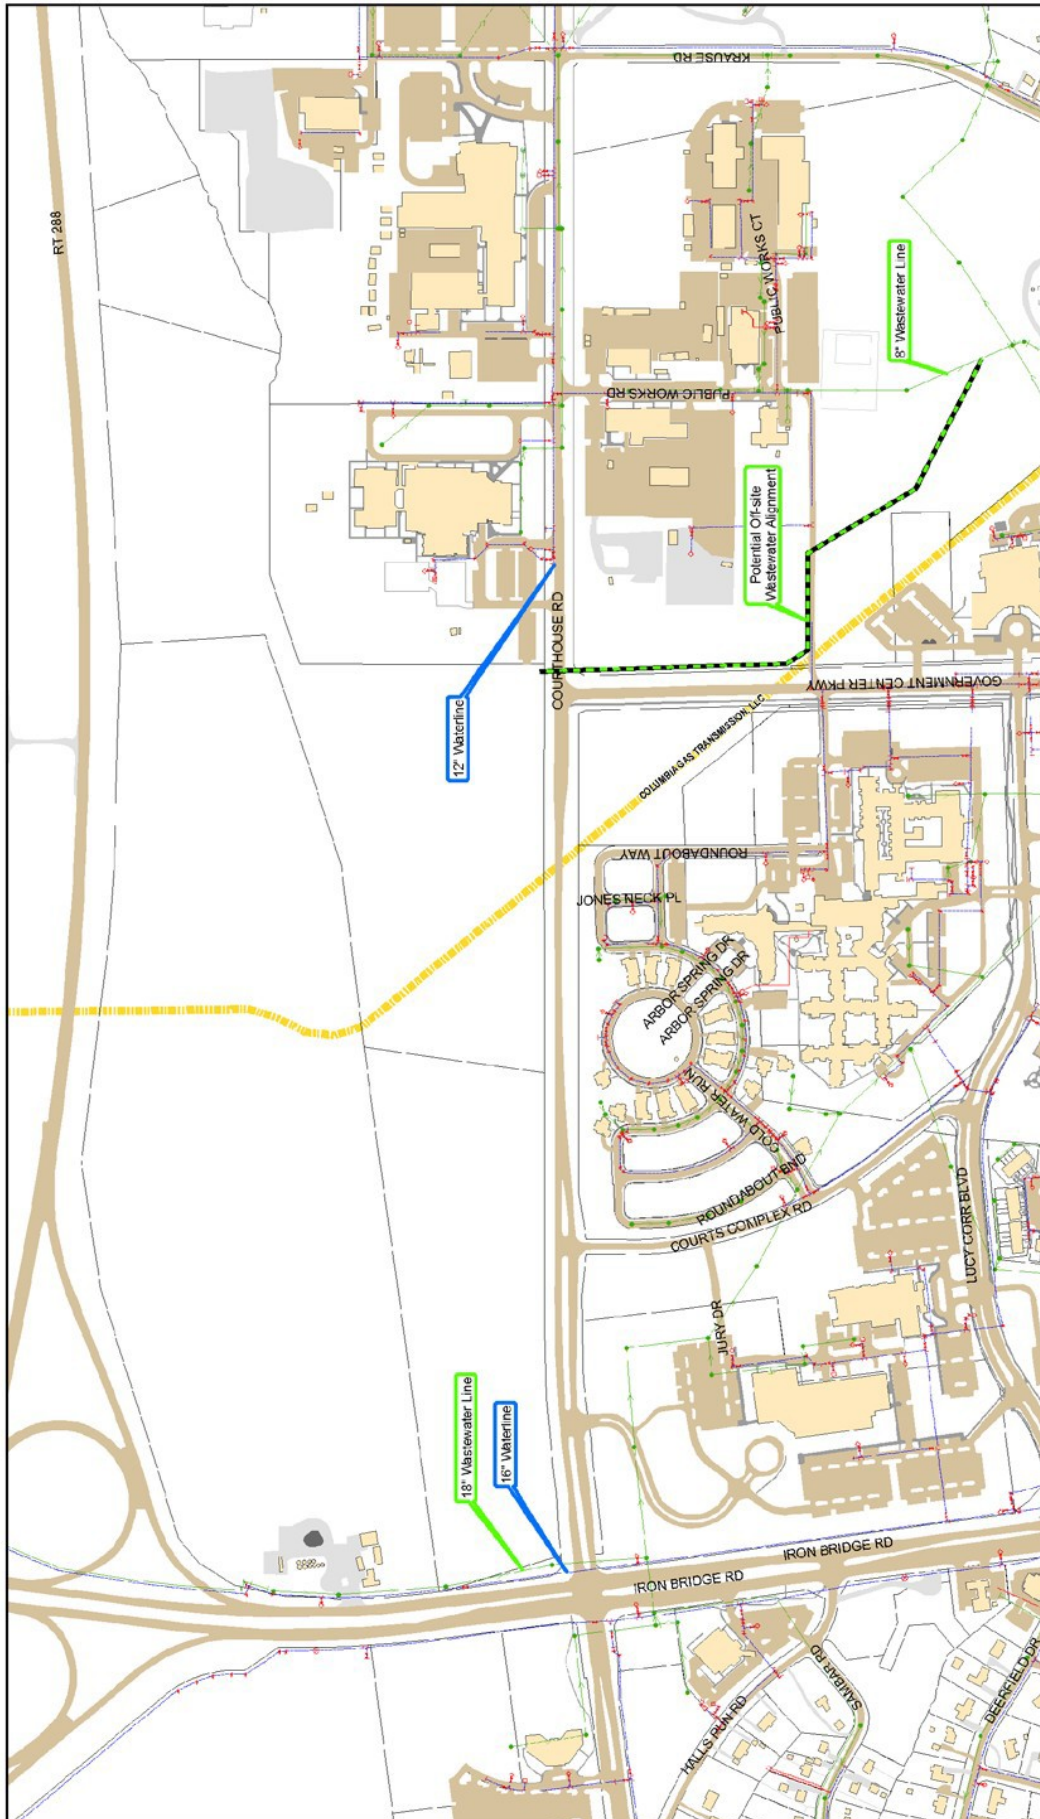 KRAUSE RD
RT 288
PUBLIC WORKS CT
8" Wastewater Line
PUBLIC WORKS RD
Potential Off-site
Wastewater Alignment
COURTHOUSE RD
12" Waterline
GOVERNMENT CENTER PKWY
COLUMBIA GAS TRANSMISSION, LLC
ROUNDABOUT WAY
JONES NECK PL
ARBOR SPRING DR
ARBOR SPRING DR
COLD WATER RUN
ROUNDABOUT BND
COURTS COMPLEX RD
LUCY CORR BLVD
JURY DR
18" Wastewater Line
16" Waterline
IRON BRIDGE RD
IRON BRIDGE RD
SAMBAR RD
HALLS RUN RD
DEERFIELD DR